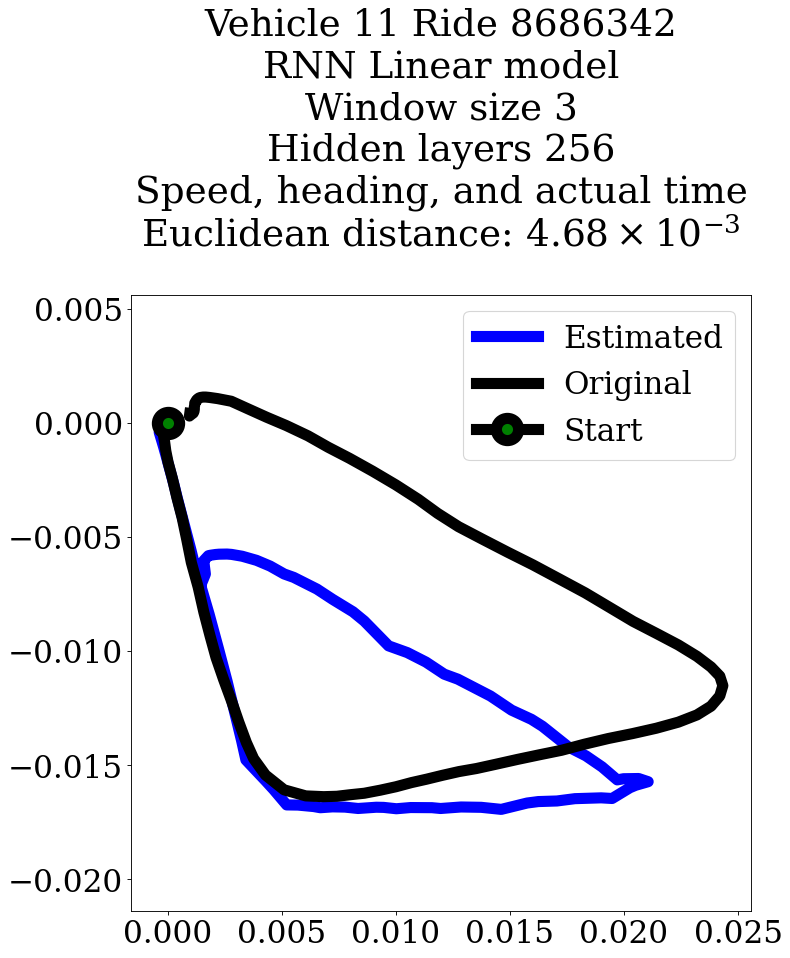 Vehicle 11 Ride 8686342
RNN Linear model
Window size 3
Hidden layers 256
Speed, heading, and actual time
Euclidean distance: 4.68 × 10⁻³
Estimated
Original
Start
0.005
0.000
−0.005
−0.010
−0.015
−0.020
0.000 0.005 0.010 0.015 0.020 0.025